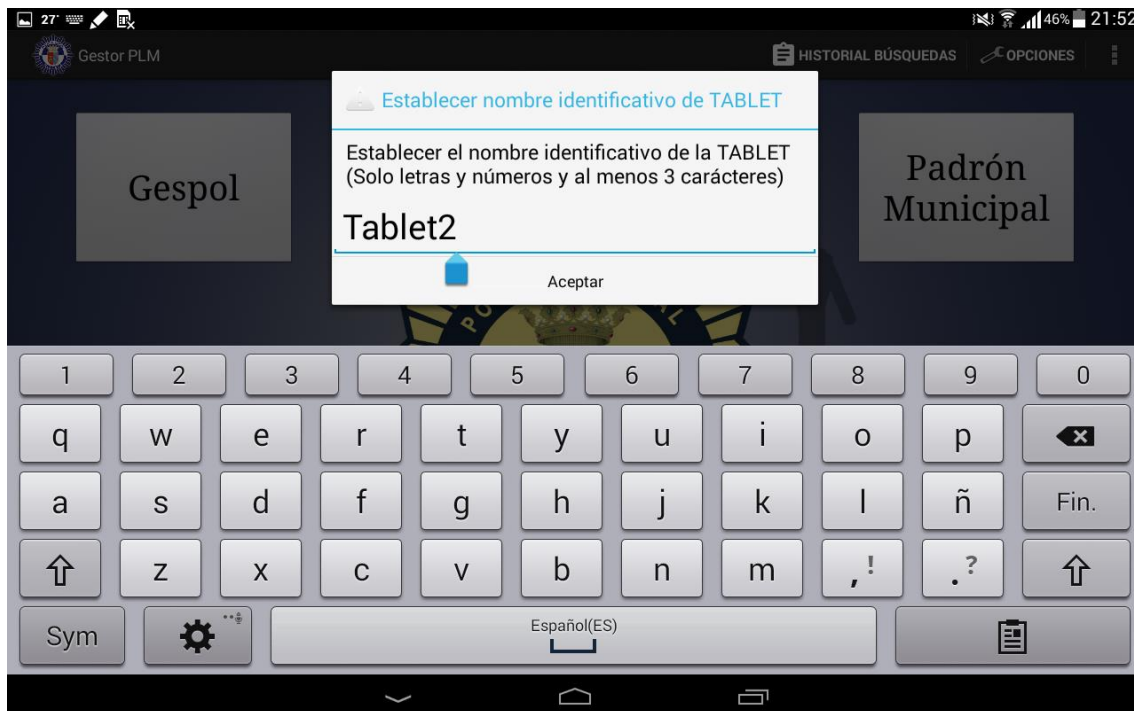 27° 46% 21:52
Gestor PLM HISTORIAL BÚSQUEDAS OPCIONES
Establecer nombre identificativo de TABLET
Establecer el nombre identificativo de la TABLET
(Solo letras y números y al menos 3 carácteres)
Tablet2
Aceptar
Gespol
Padrón
Municipal
PO AL
1 2 3 4 5 6 7 8 9 0
q w e r t y u i o p
a s d f g h j k l ñ Fin.
z x c v b n m , ! . ?
Sym Español(ES)